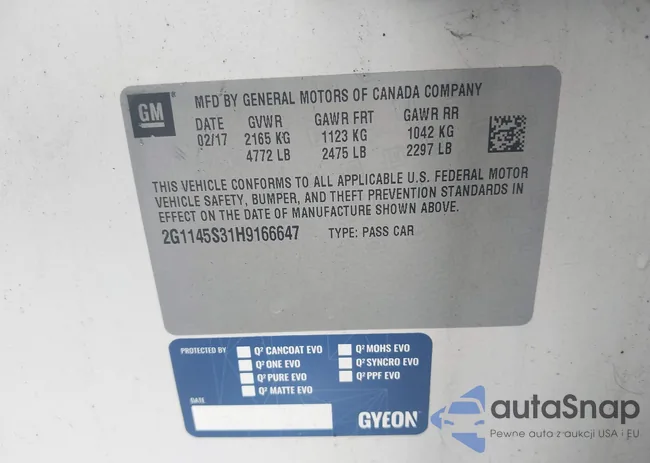 GM
MFD BY GENERAL MOTORS OF CANADA COMPANY
DATE GVWR GAWR FRT GAWR RR
02/17 2165 KG 1123 KG 1042 KG
4772 LB 2475 LB 2297 LB
THIS VEHICLE CONFORMS TO ALL APPLICABLE U.S. FEDERAL MOTOR
VEHICLE SAFETY, BUMPER, AND THEFT PREVENTION STANDARDS IN
EFFECT ON THE DATE OF MANUFACTURE SHOWN ABOVE.
2G1145S31H9166647 TYPE: PASS CAR
PROTECTED BY
Q² CANCOAT EVO
Q² ONE EVO
Q² PURE EVO
Q² MATTE EVO
Q² MOHS EVO
Q² SYNCRO EVO
Q² PPF EVO
DATE
GYEON
autaSnap
Pewne auta z aukcji USA i EU